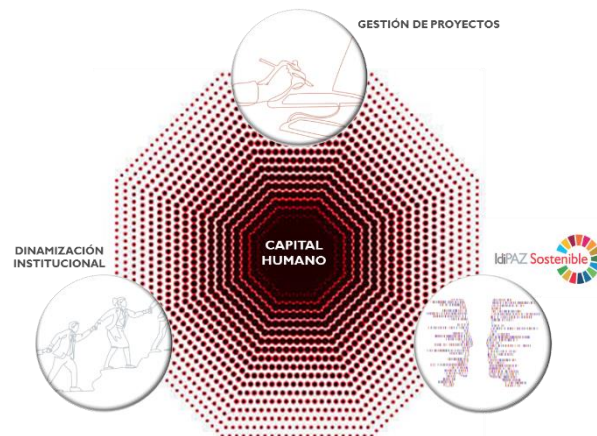 GESTIÓN DE PROYECTOS
DINAMIZACIÓN
INSTITUCIONAL
CAPITAL
HUMANO
IdiPAZ Sostenible